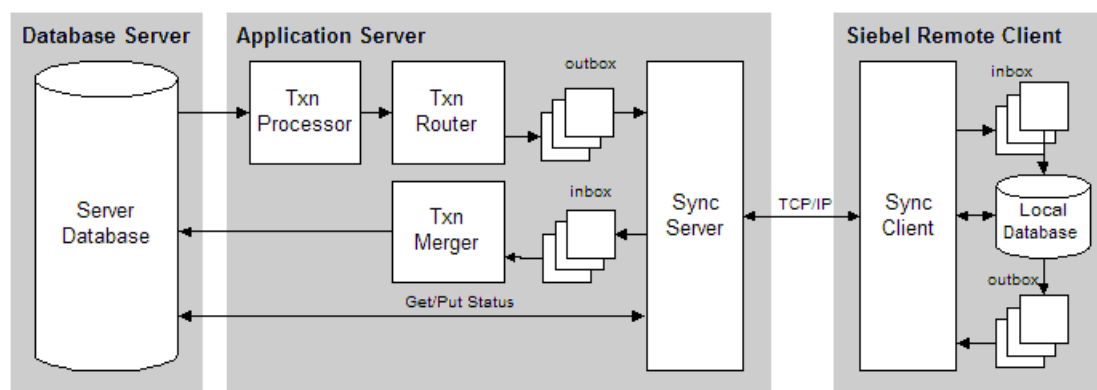 Database Server
Application Server
Siebel Remote Client
Server
Database
Txn
Processor
Txn
Router
outbox
Txn
Merger
inbox
Get/Put Status
Sync
Server
TCP/IP
Sync
Client
inbox
Local
Database
outbox